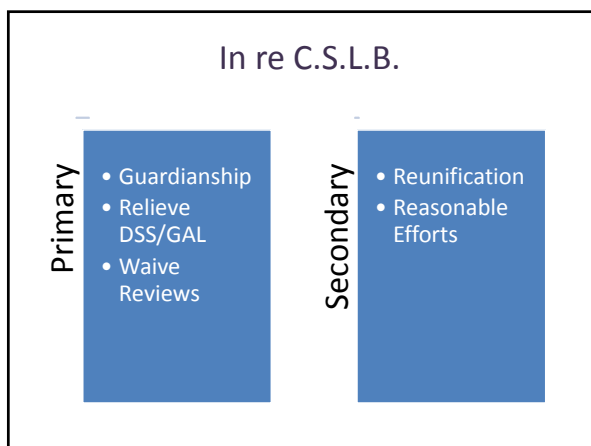 In re C.S.L.B.
Primary
• Guardianship
• Relieve
DSS/GAL
• Waive
Reviews
Secondary
• Reunification
• Reasonable
Efforts